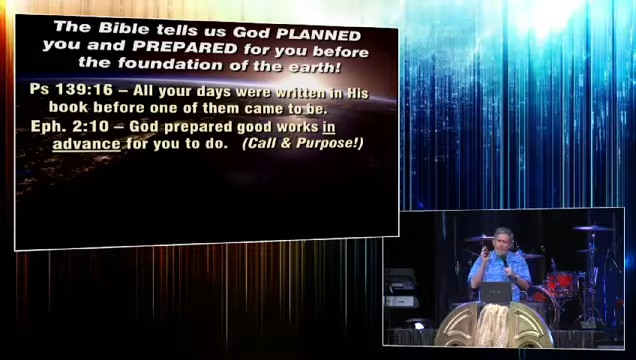 The Bible tells us God PLANNED
you and PREPARED for you before
the foundation of the earth!
Ps 139:16 – All your days were written in His
book before one of them came to be.
Eph. 2:10 – God prepared good works in
advance for you to do. (Call & Purpose!)